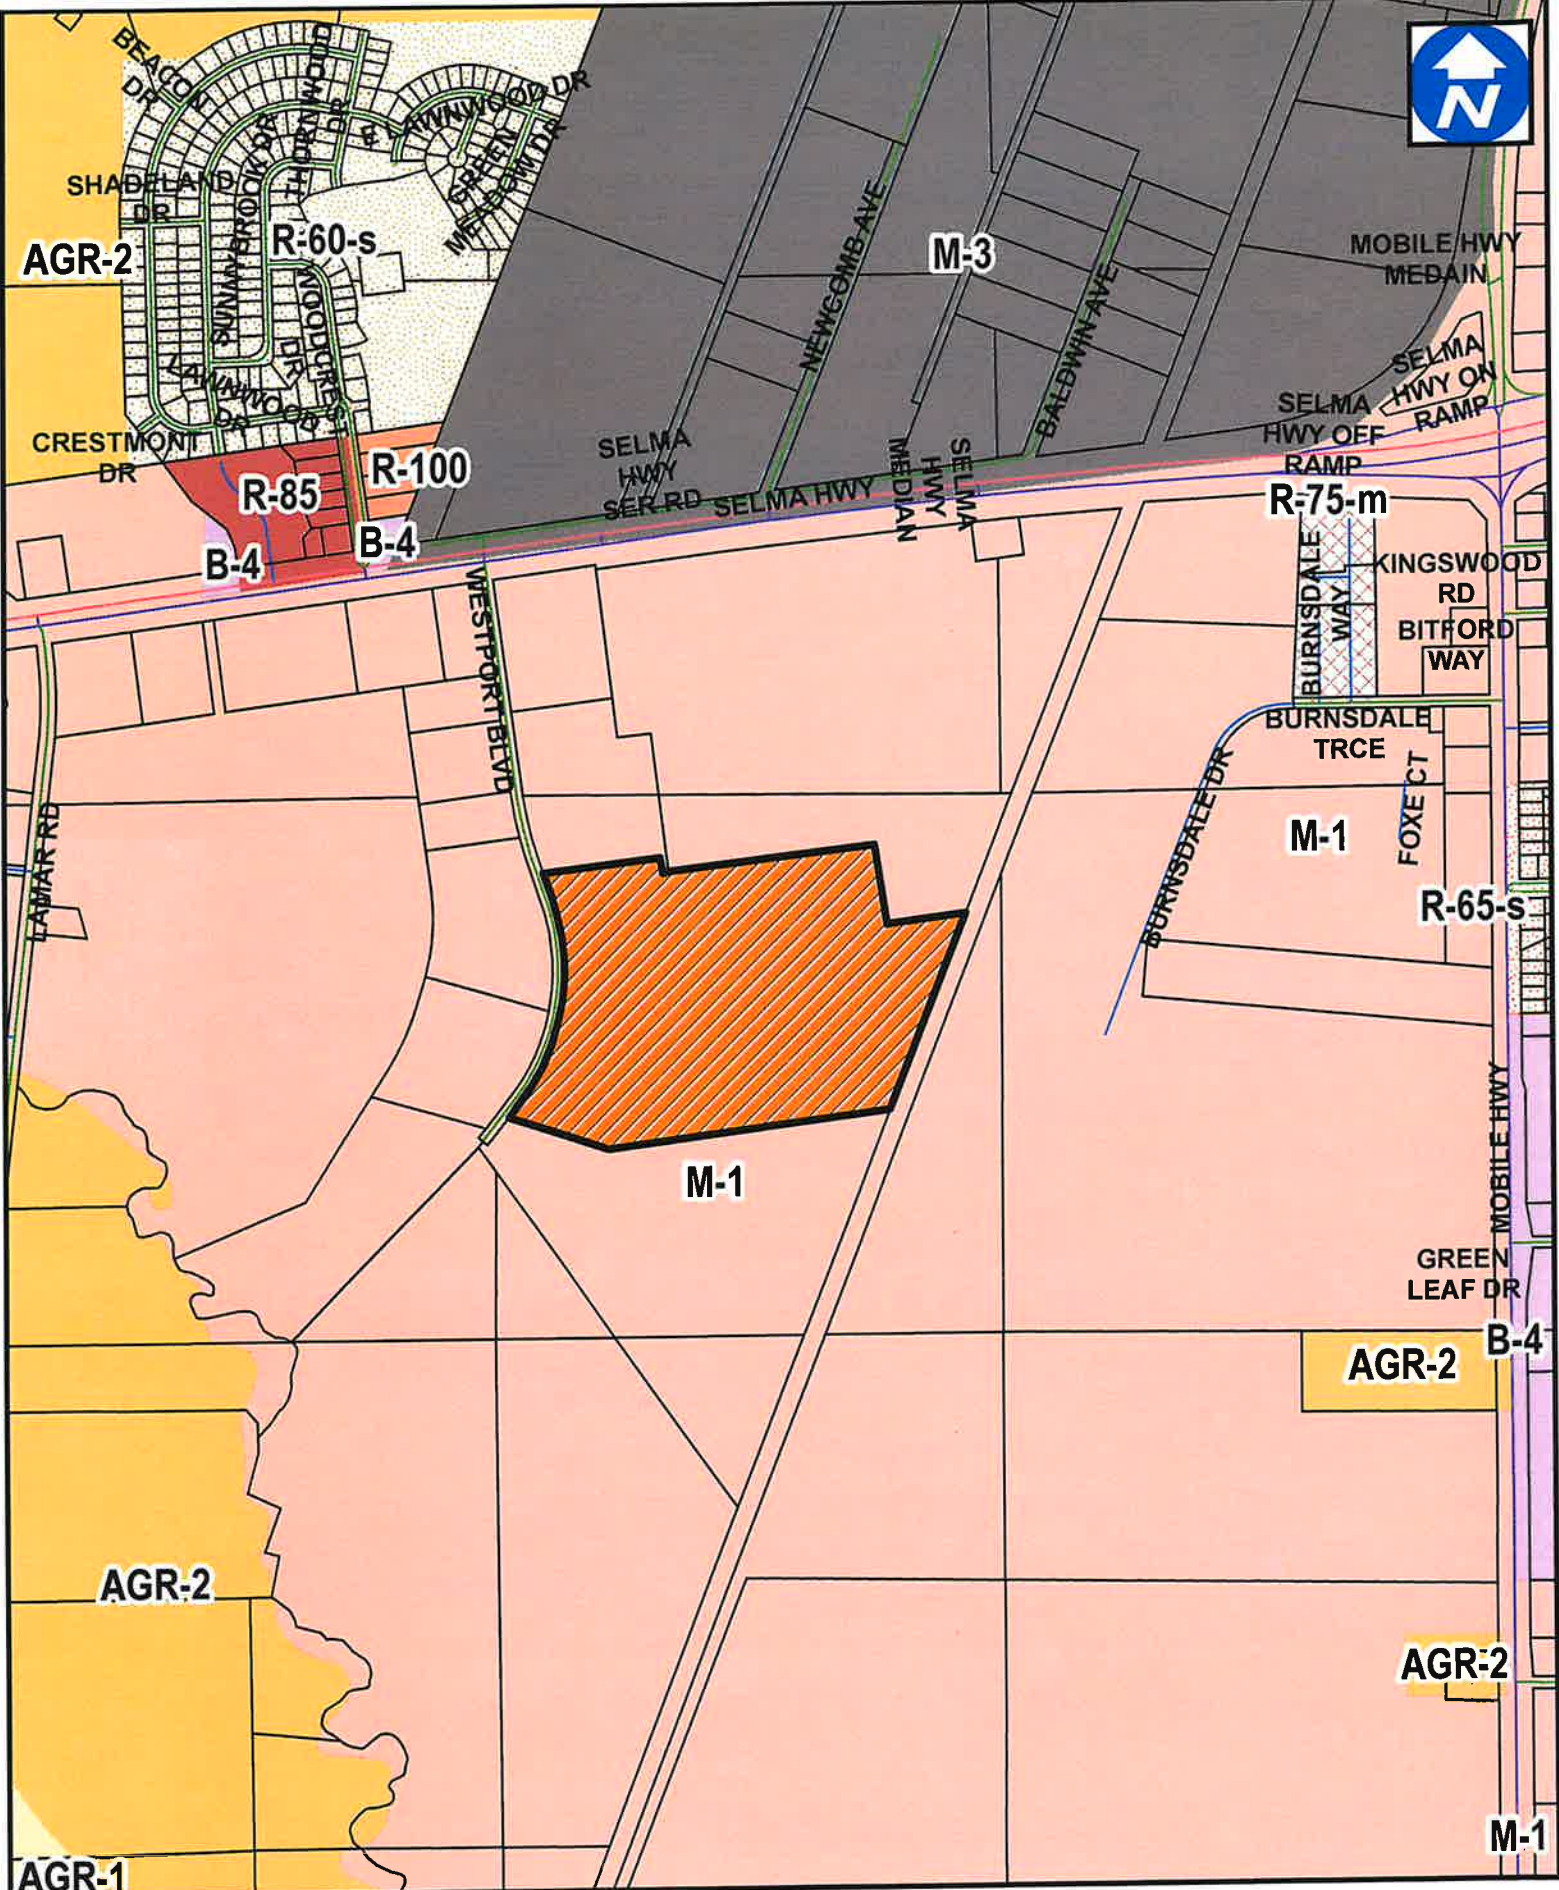 BEACON
DR
THORNWOOD
DR
E LAWNWOOD DR
GREEN
MEADOW DR
N
SHADELAND
DR
SUNNYBROOK DR
R-60-s
AGR-2
NEWCOMB AVE
M-3
MOBILE HWY
MEDAIN
WOODCREST
DR
BALDWIN AVE
SELMA
HWY ON
RAMP
LAWNWOOD
DR
CRESTMONT
DR
SELMA
HWY OFF
RAMP
R-100
R-85
SELMA
HWY
SER RD
SELMA HWY
SELMA
HWY
MEDIAN
R-75-m
B-4
B-4
WESTPORT BLVD
BURNSDALE
WAY
KINGSWOOD
RD
BITFORD
WAY
BURNSDALE
TRCE
LAMAR RD
BURNSDALE DR
M-1
FOXE CT
R-65-s
M-1
MOBILE HWY
GREEN
LEAF DR
B-4
AGR-2
AGR-2
AGR-2
M-1
AGR-1